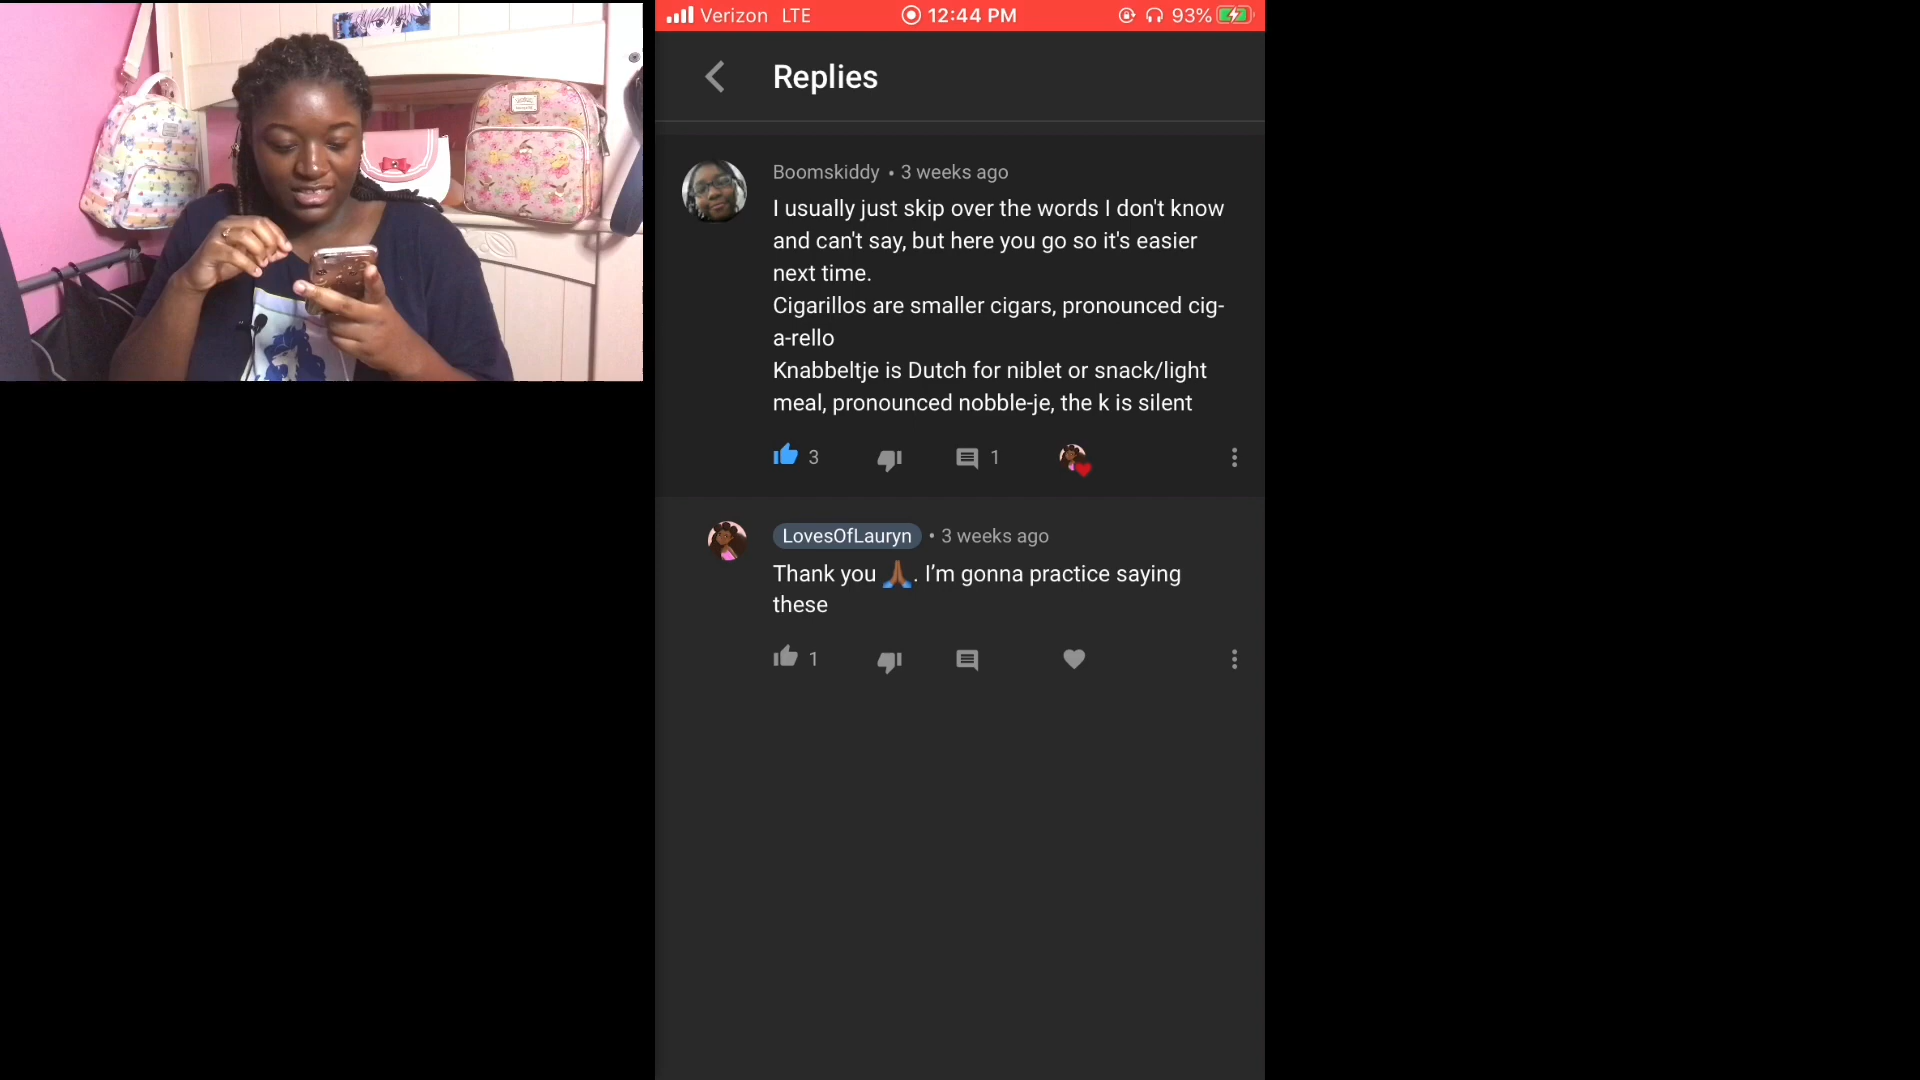 Verizon LTE 12:44 PM 93%
Replies
Boomskiddy • 3 weeks ago
I usually just skip over the words I don't know
and can't say, but here you go so it's easier
next time.
Cigarillos are smaller cigars, pronounced cig-
a-rello
Knabbeltje is Dutch for niblet or snack/light
meal, pronounced nobble-je, the k is silent
3 1
LovesOfLauryn • 3 weeks ago
Thank you 🙏🏾. I’m gonna practice saying
these
1